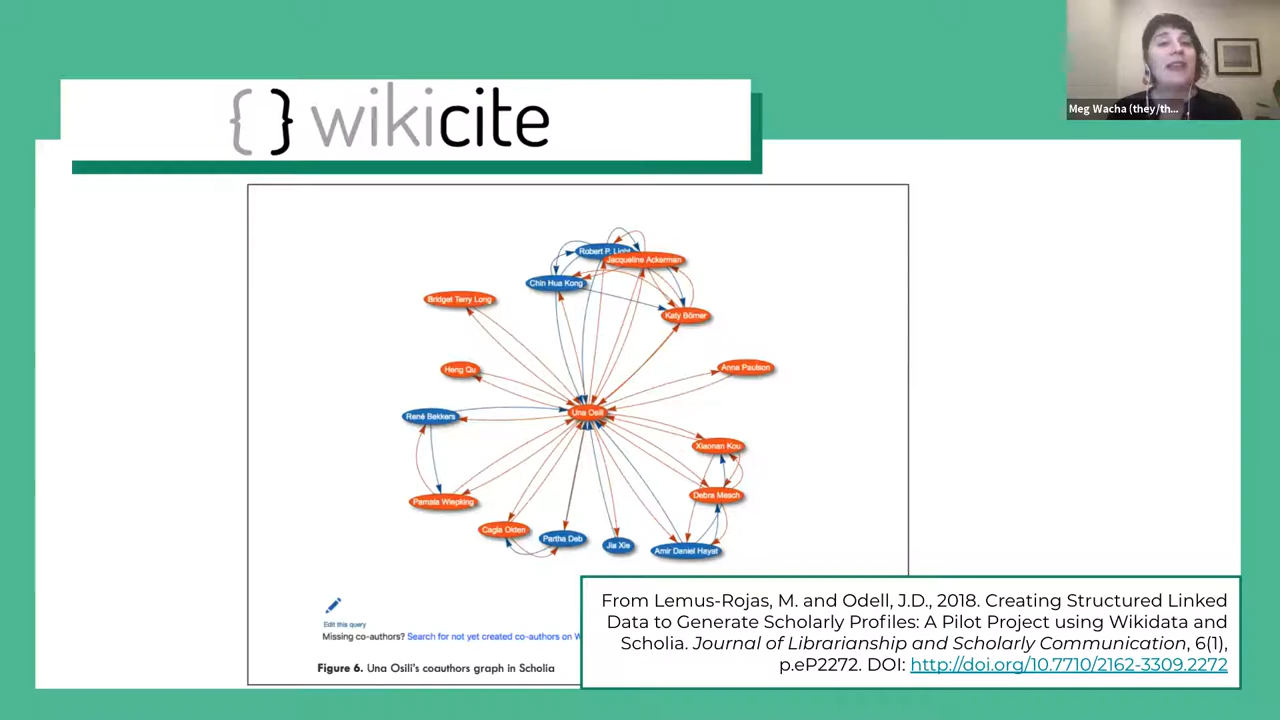 Meg Wacha (they/th...
{ } wikicite
Robert P. Light
Jacqueline Ackerman
Chin Hua Kong
Bridget Terry Long
Katy Börner
Heng Qu
Anna Paulson
Una Osili
René Bekkers
Xiaonan Kou
Debra Mesch
Pamala Wiepking
Cagla Okten
Partha Deb
Jia Xie
Amir Daniel Hayat
Edit this query
Missing co-authors? Search for not yet created co-authors on W
Figure 6. Una Osili's coauthors graph in Scholia
From Lemus-Rojas, M. and Odell, J.D., 2018. Creating Structured Linked
Data to Generate Scholarly Profiles: A Pilot Project using Wikidata and
Scholia. Journal of Librarianship and Scholarly Communication, 6(1),
p.eP2272. DOI: http://doi.org/10.7710/2162-3309.2272